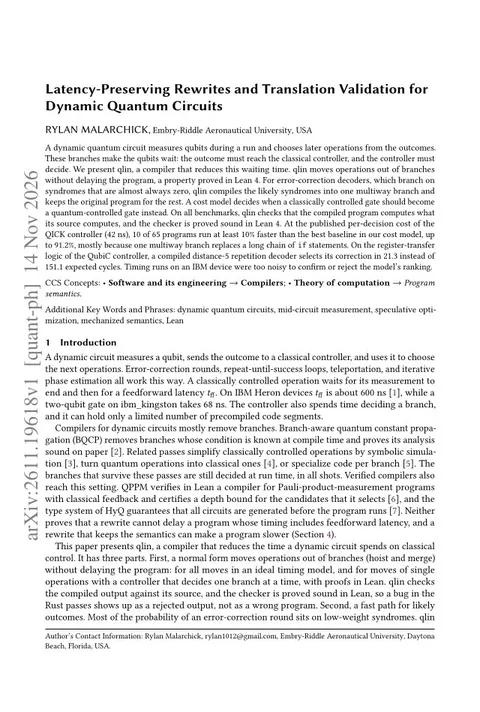 Latency-Preserving Rewrites and Translation Validation for
Dynamic Quantum Circuits
RYLAN MALARCHICK, Embry-Riddle Aeronautical University, USA
A dynamic quantum circuit measures qubits during a run and chooses later operations from the outcomes.
These branches make the qubits wait: the outcome must reach the classical controller, and the controller must
decide. We present qlin, a compiler that reduces this waiting time. qlin moves operations out of branches
without delaying the program, a property proved in Lean 4. For error-correction decoders, which branch on
syndromes that are almost always zero, qlin compiles the likely syndromes into one multiway branch and
keeps the original program for the rest. A cost model decides when a classically controlled gate should become
a quantum-controlled gate instead. On all benchmarks, qlin checks that the compiled program computes what
its source computes, and the checker is proved sound in Lean 4. At the published per-decision cost of the
QICK controller (42 ns), 10 of 65 programs run at least 10% faster than the best baseline in our cost model, up
to 91.2%, mostly because one multiway branch replaces a long chain of if statements. On the register-transfer
logic of the QubiC controller, a compiled distance-5 repetition decoder selects its correction in 21.3 instead of
151.1 expected cycles. Timing runs on an IBM device were too noisy to confirm or reject the model's ranking.
CCS Concepts: • Software and its engineering → Compilers; • Theory of computation → Program
semantics.
Additional Key Words and Phrases: dynamic quantum circuits, mid-circuit measurement, speculative opti-
mization, mechanized semantics, Lean
1 Introduction
A dynamic circuit measures a qubit, sends the outcome to a classical controller, and uses it to choose
the next operations. Error-correction rounds, repeat-until-success loops, teleportation, and iterative
phase estimation all work this way. A classically controlled operation waits for its measurement to
end and then for a feedforward latency tff. On IBM Heron devices tff is about 600 ns [1], while a
two-qubit gate on ibm_kingston takes 68 ns. The controller also spends time deciding a branch,
and it can hold only a limited number of precompiled code segments.
Compilers for dynamic circuits mostly remove branches. Branch-aware quantum constant propa-
gation (BQCP) removes branches whose condition is known at compile time and proves its analysis
sound on paper [2]. Related passes simplify classically controlled operations by symbolic simula-
tion [3], turn quantum operations into classical ones [4], or specialize code per branch [5]. The
branches that survive these passes are still decided at run time, in all shots. Verified compilers also
reach this setting. QPPM verifies in Lean a compiler for Pauli-product-measurement programs
with classical feedback and certifies a depth bound for the candidates that it selects [6], and the
type system of HyQ guarantees that all circuits are generated before the program runs [7]. Neither
proves that a rewrite cannot delay a program whose timing includes feedforward latency, and a
rewrite that keeps the semantics can make a program slower (Section 4).
This paper presents qlin, a compiler that reduces the time a dynamic circuit spends on classical
control. It has three parts. First, a normal form moves operations out of branches (hoist and merge)
without delaying the program: for all moves in an ideal timing model, and for moves of single
operations with a controller that decides one branch at a time, with proofs in Lean. qlin checks
the compiled output against its source, and the checker is proved sound in Lean, so a bug in the
Rust passes shows up as a rejected output, not as a wrong program. Second, a fast path for likely
outcomes. Most of the probability of an error-correction round sits on low-weight syndromes. qlin
Author's Contact Information: Rylan Malarchick, rylan1012@gmail.com, Embry-Riddle Aeronautical University, Daytona
Beach, Florida, USA.
arXiv:2611.19618v1 [quant-ph] 14 Nov 2026